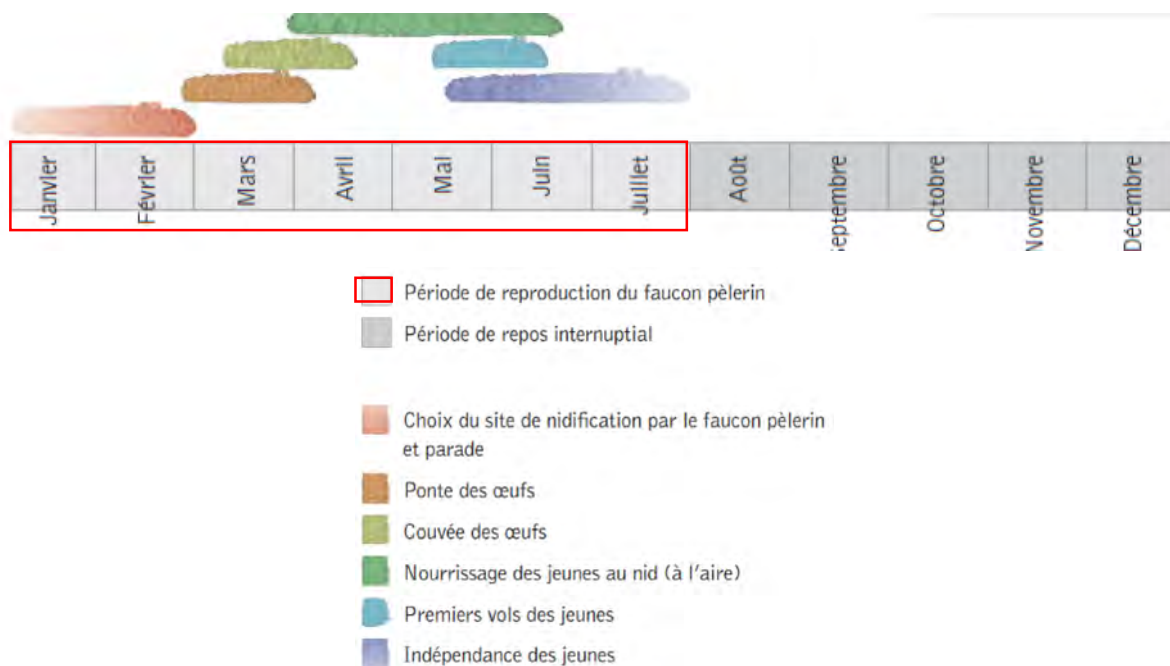 Janvier
Février
Mars
Avril
Mai
Juin
Juillet
Août
Septembre
Octobre
Novembre
Décembre
Période de reproduction du faucon pèlerin
Période de repos internuptial
Choix du site de nidification par le faucon pèlerin
et parade
Ponte des œufs
Couvée des œufs
Nourrissage des jeunes au nid (à l'aire)
Premiers vols des jeunes
Indépendance des jeunes